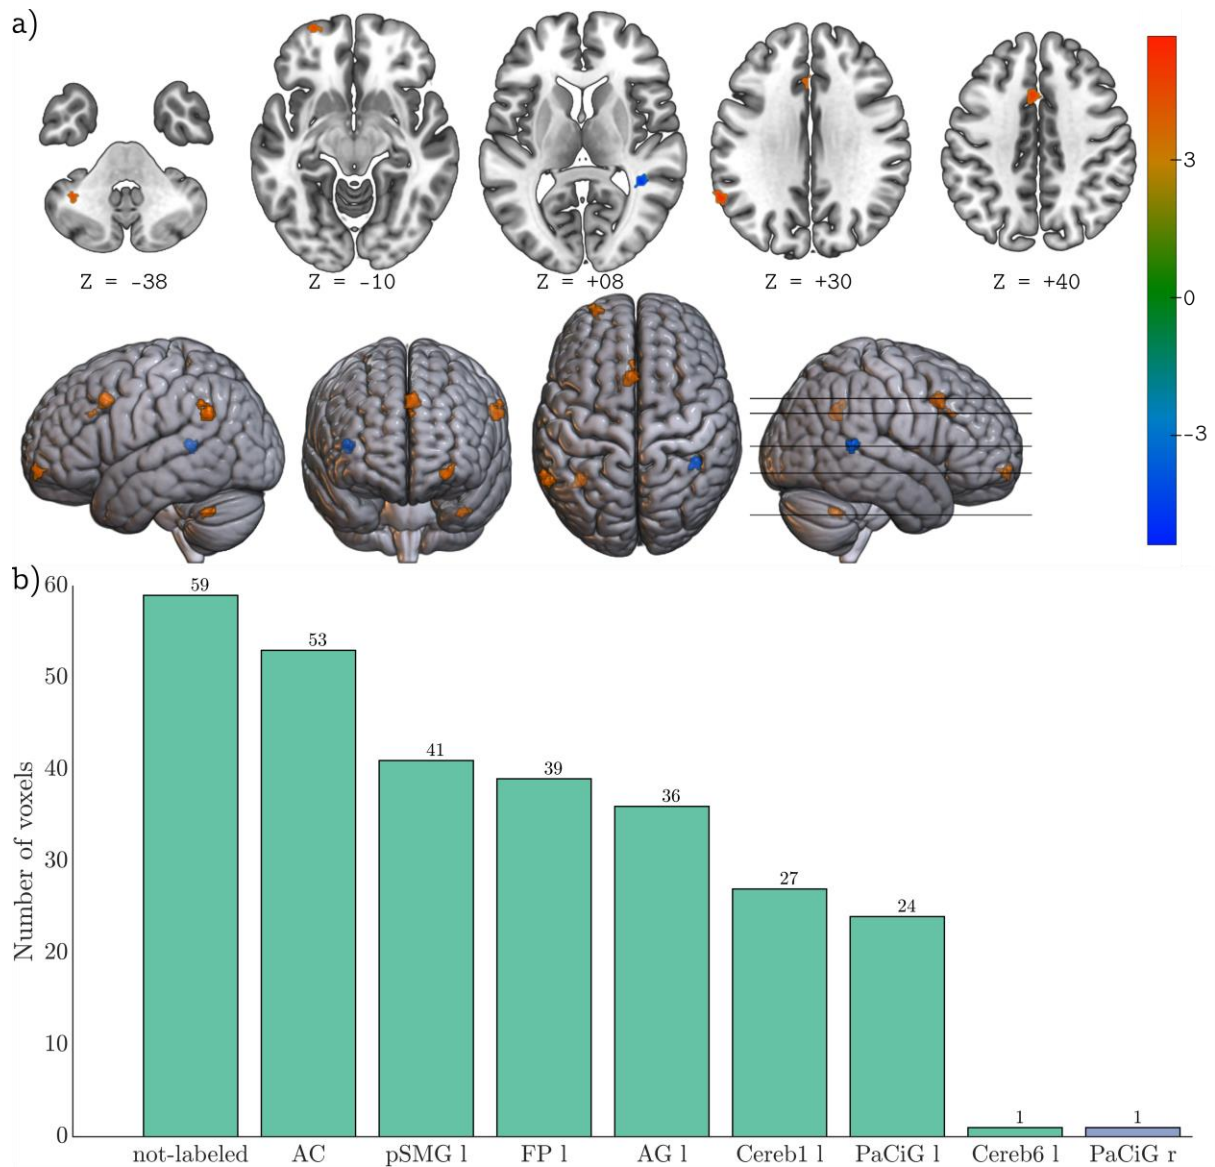 a)
Z = -38
Z = -10
Z = +08
Z = +30
Z = +40
3
0
-3
b)
Number of voxels
60
50
40
30
20
10
0
59
53
41
39
36
27
24
1
1
not-labeled
AC
pSMG l
FP l
AG l
Cereb1 l
PaCiG l
Cereb6 l
PaCiG r